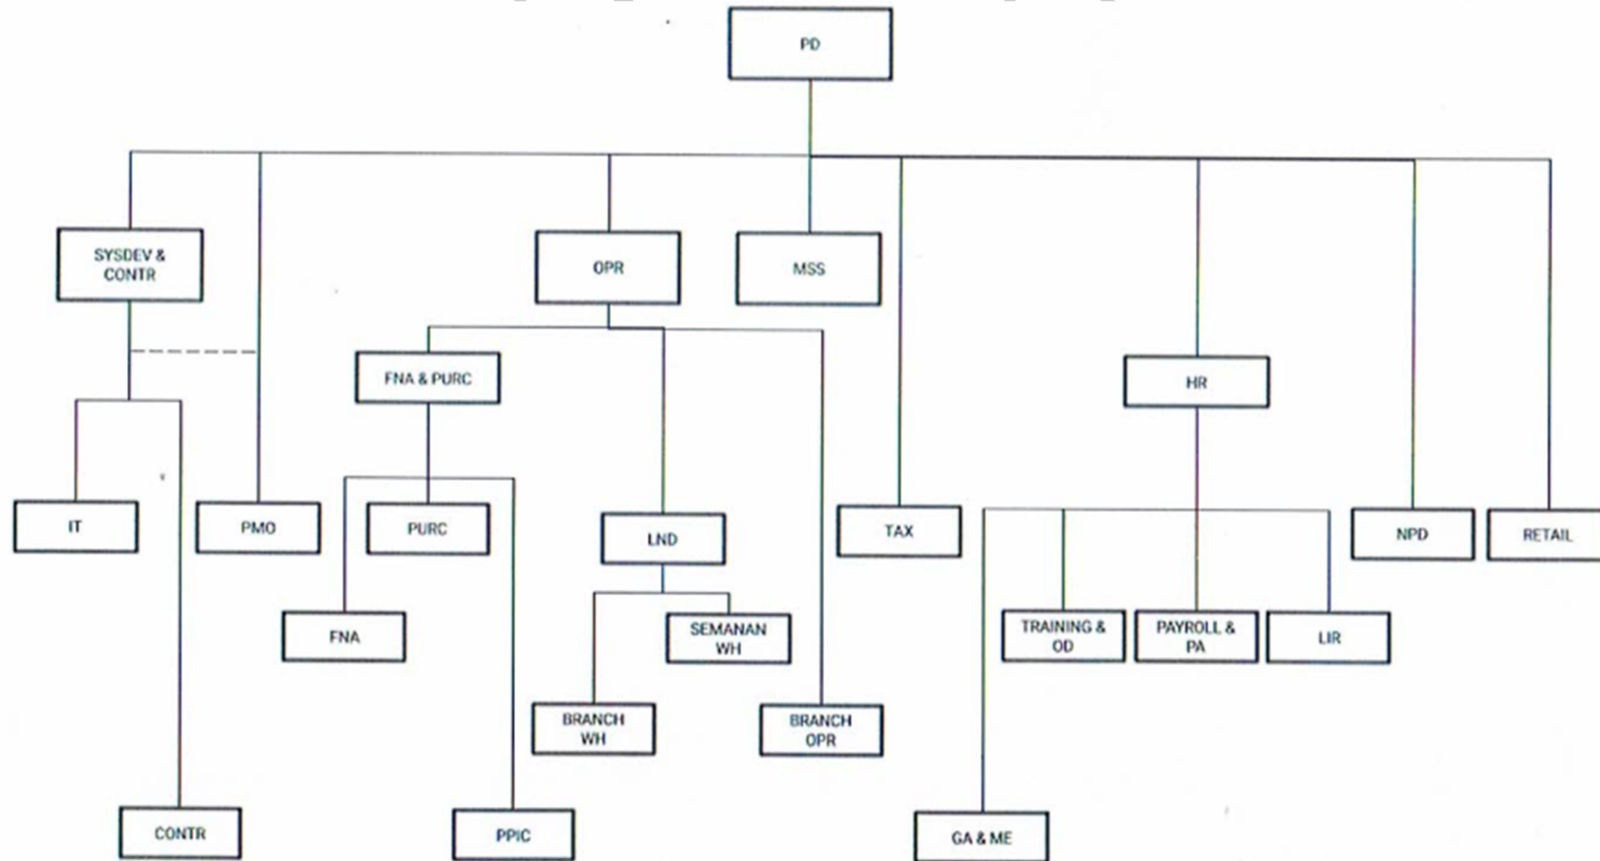 PD
SYSDEV &
CONTR
OPR
MSS
FNA & PURC
HR
IT
PMO
PURC
LND
TAX
NPD
RETAIL
FNA
SEMANAN
WH
TRAINING &
OD
PAYROLL &
PA
LIR
BRANCH
WH
BRANCH
OPR
CONTR
PPIC
GA & ME